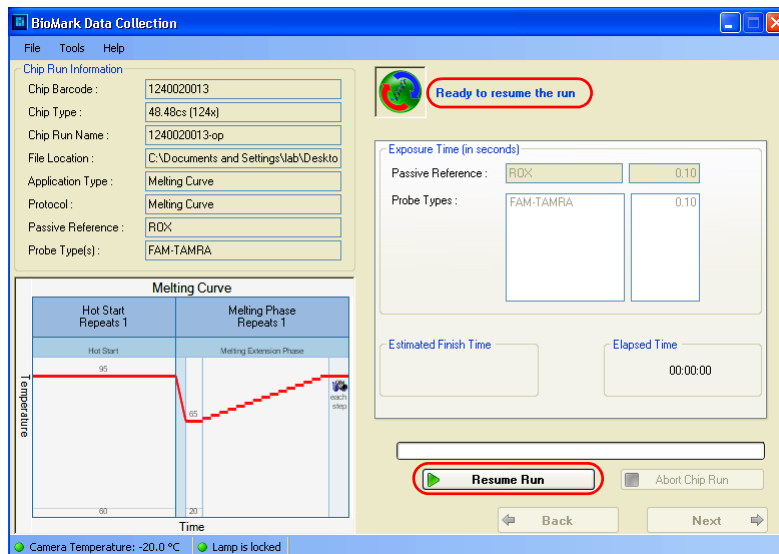 BioMark Data Collection
File Tools Help
Chip Run Information
Chip Barcode : 1240020013
Chip Type : 48.48cs (124x)
Chip Run Name : 1240020013-op
File Location : C:\Documents and Settings\lab\Deskto
Application Type : Melting Curve
Protocol : Melting Curve
Passive Reference : ROX
Probe Type(s) : FAM-TAMRA
Ready to resume the run
Exposure Time (in seconds)
Passive Reference : ROX 0.10
Probe Types : FAM-TAMRA 0.10
Estimated Finish Time
Elapsed Time
00:00:00
Resume Run
Abort Chip Run
Back
Next
Melting Curve
Hot Start
Repeats 1
Melting Phase
Repeats 1
Hot Start
Melting Extension Phase
Temperature
95
65
each
step
60
20
Time
Camera Temperature: -20.0 °C
Lamp is locked